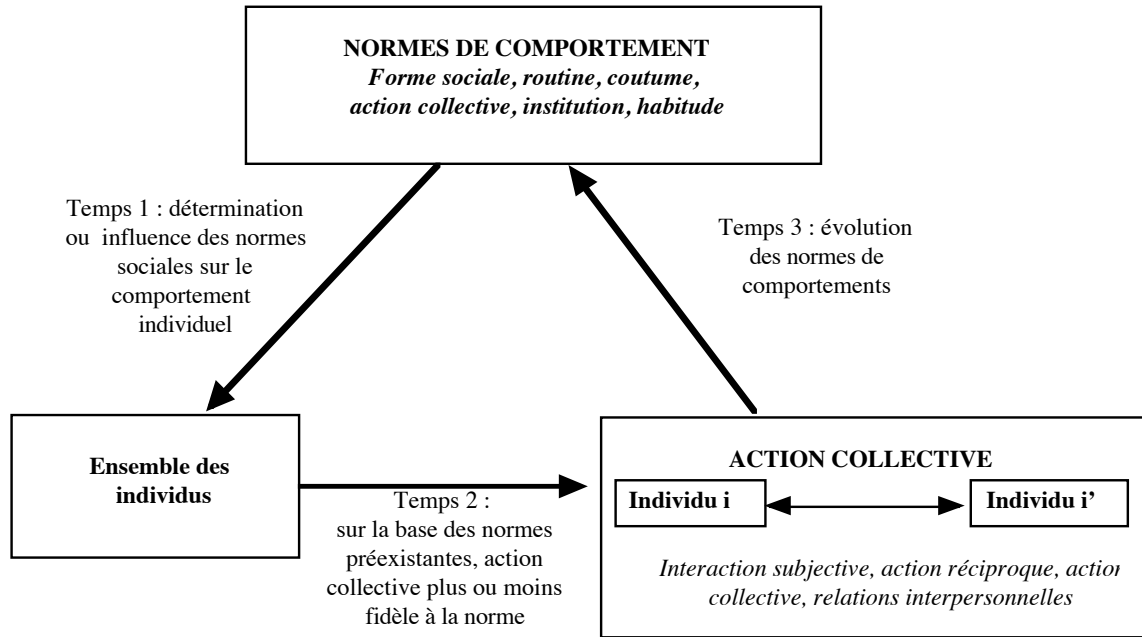 NORMES DE COMPORTEMENT
Forme sociale, routine, coutume,
action collective, institution, habitude
Temps 1 : détermination
ou influence des normes
sociales sur le
comportement
individuel
Temps 3 : évolution
des normes de
comportements
Ensemble des
individus
Temps 2 :
sur la base des normes
préexistantes, action
collective plus ou moins
fidèle à la norme
ACTION COLLECTIVE
Individu i
Individu i’
Interaction subjective, action réciproque, action
collective, relations interpersonnelles